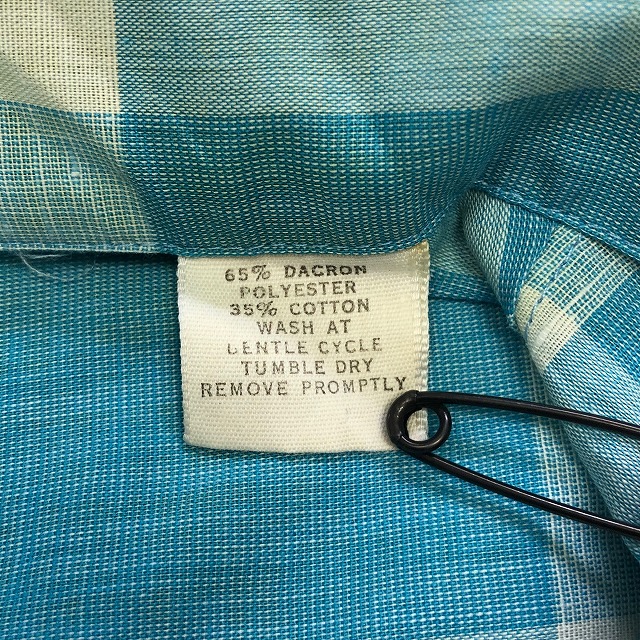 65% DACRON
POLYESTER
35% COTTON
WASH AT
GENTLE CYCLE
TUMBLE DRY
REMOVE PROMPTLY